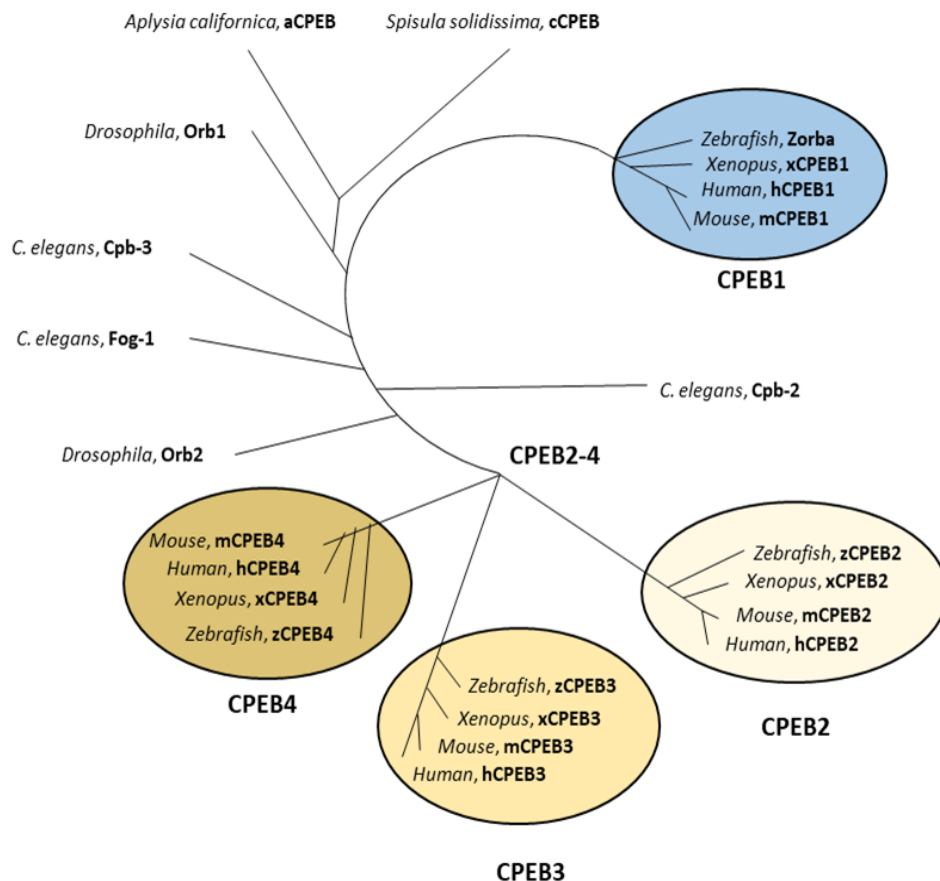 Aplysia californica, aCPEB
Spisula solidissima, cCPEB
Drosophila, Orb1
Zebrafish, Zorba
Xenopus, xCPEB1
Human, hCPEB1
Mouse, mCPEB1
CPEB1
C. elegans, Cpb-3
C. elegans, Fog-1
C. elegans, Cpb-2
Drosophila, Orb2
CPEB2-4
Mouse, mCPEB4
Human, hCPEB4
Xenopus, xCPEB4
Zebrafish, zCPEB4
CPEB4
Zebrafish, zCPEB2
Xenopus, xCPEB2
Mouse, mCPEB2
Human, hCPEB2
CPEB2
Zebrafish, zCPEB3
Xenopus, xCPEB3
Mouse, mCPEB3
Human, hCPEB3
CPEB3